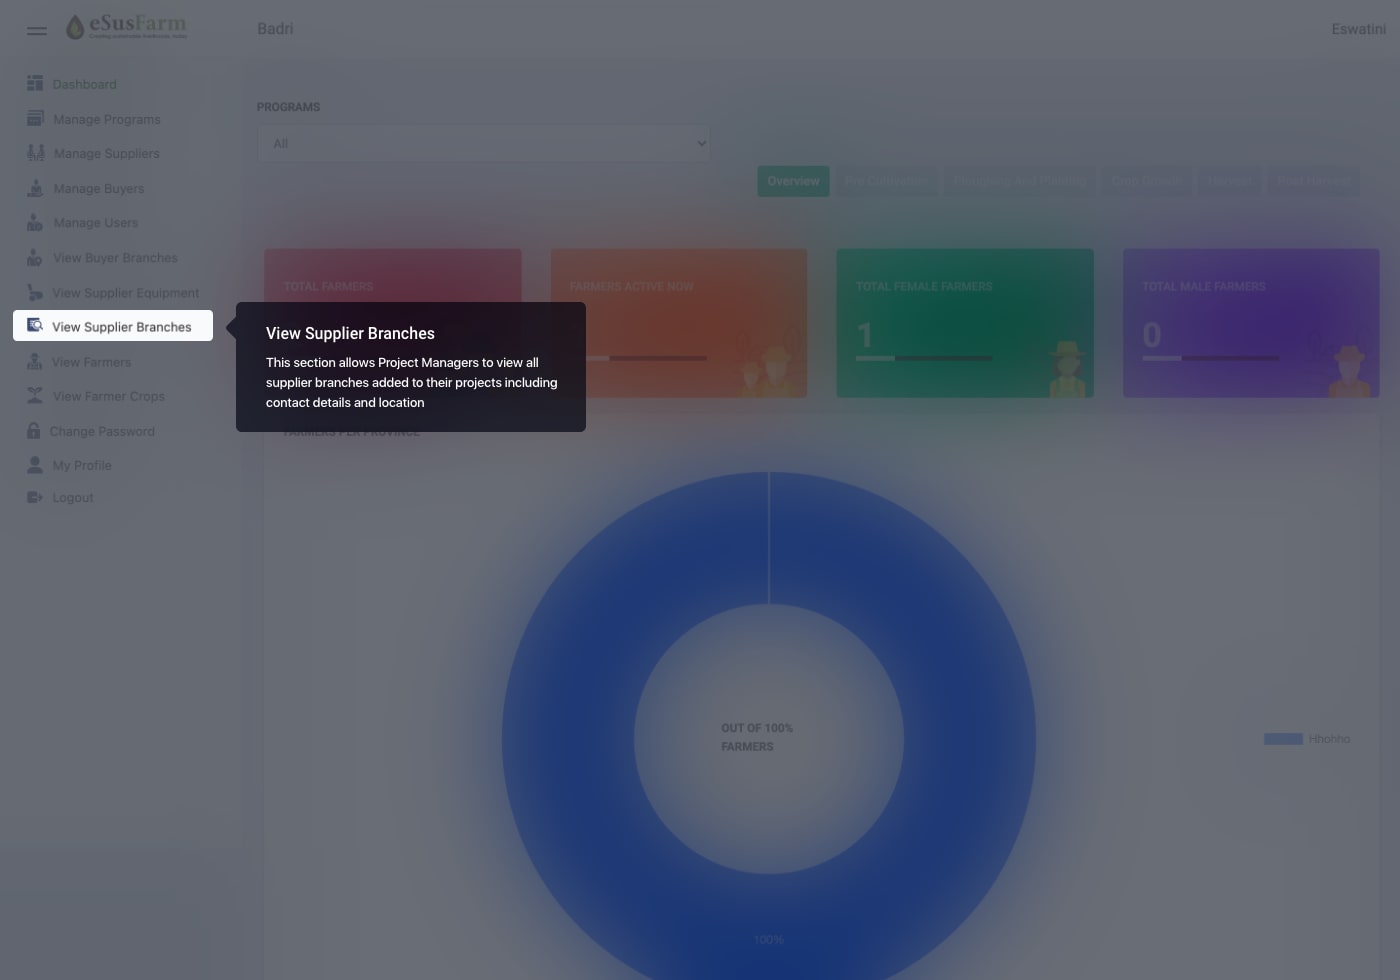 eSusFarm
Badri
Eswatini
Dashboard
Manage Programs
Manage Suppliers
Manage Buyers
Manage Users
View Buyer Branches
View Supplier Equipment
View Supplier Branches
View Farmers
View Farmer Crops
Change Password
My Profile
Logout
PROGRAMS
All
Overview
Pre Cultivation
Ploughing And Planting
Crop Growth
Harvest
Post Harvest
TOTAL FARMERS
FARMERS ACTIVE NOW
TOTAL FEMALE FARMERS
1
TOTAL MALE FARMERS
0
View Supplier Branches
This section allows Project Managers to view all
supplier branches added to their projects including
contact details and location
FARMERS PER PROVINCE
OUT OF 100%
FARMERS
Hhohho
100%